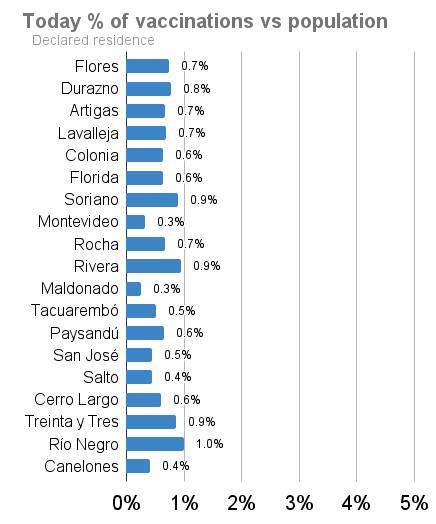 Today % of vaccinations vs population
Declared residence
Flores 0.7%
Durazno 0.8%
Artigas 0.7%
Lavalleja 0.7%
Colonia 0.6%
Florida 0.6%
Soriano 0.9%
Montevideo 0.3%
Rocha 0.7%
Rivera 0.9%
Maldonado 0.3%
Tacuarembó 0.5%
Paysandú 0.6%
San José 0.5%
Salto 0.4%
Cerro Largo 0.6%
Treinta y Tres 0.9%
Río Negro 1.0%
Canelones 0.4%
0% 1% 2% 3% 4% 5%